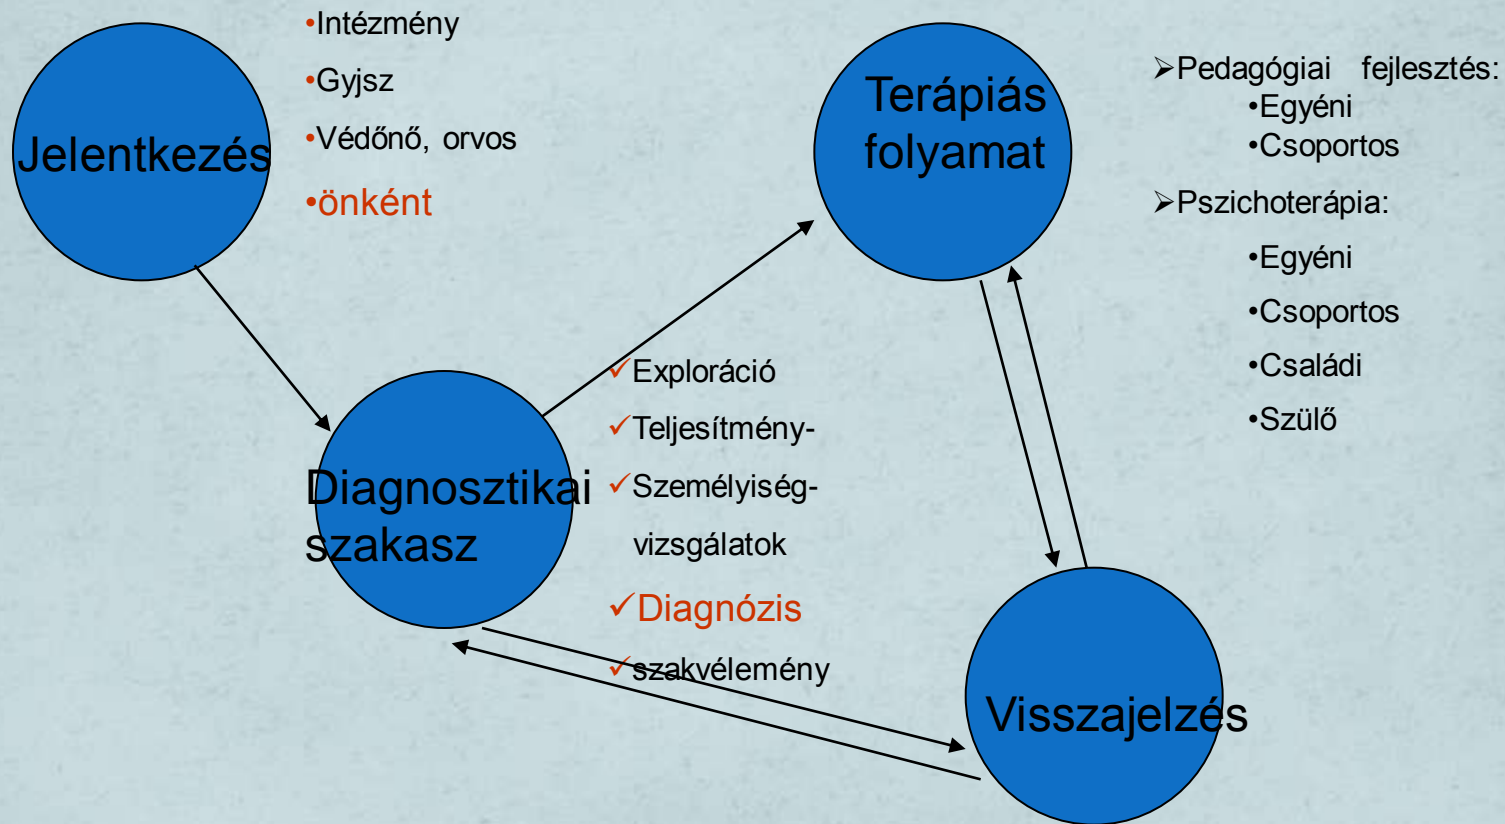 Jelentkezés
•Intézmény
•Gyjsz
•Védőnő, orvos
•önként
Terápiás
folyamat
➢Pedagógiai fejlesztés:
•Egyéni
•Csoportos
➢Pszichoterápia:
•Egyéni
•Csoportos
•Családi
•Szülő
Diagnosztikai
szakasz
✓Exploráció
✓Teljesítmény-
✓Személyiség-
vizsgálatok
✓Diagnózis
✓szakvélemény
Visszajelzés